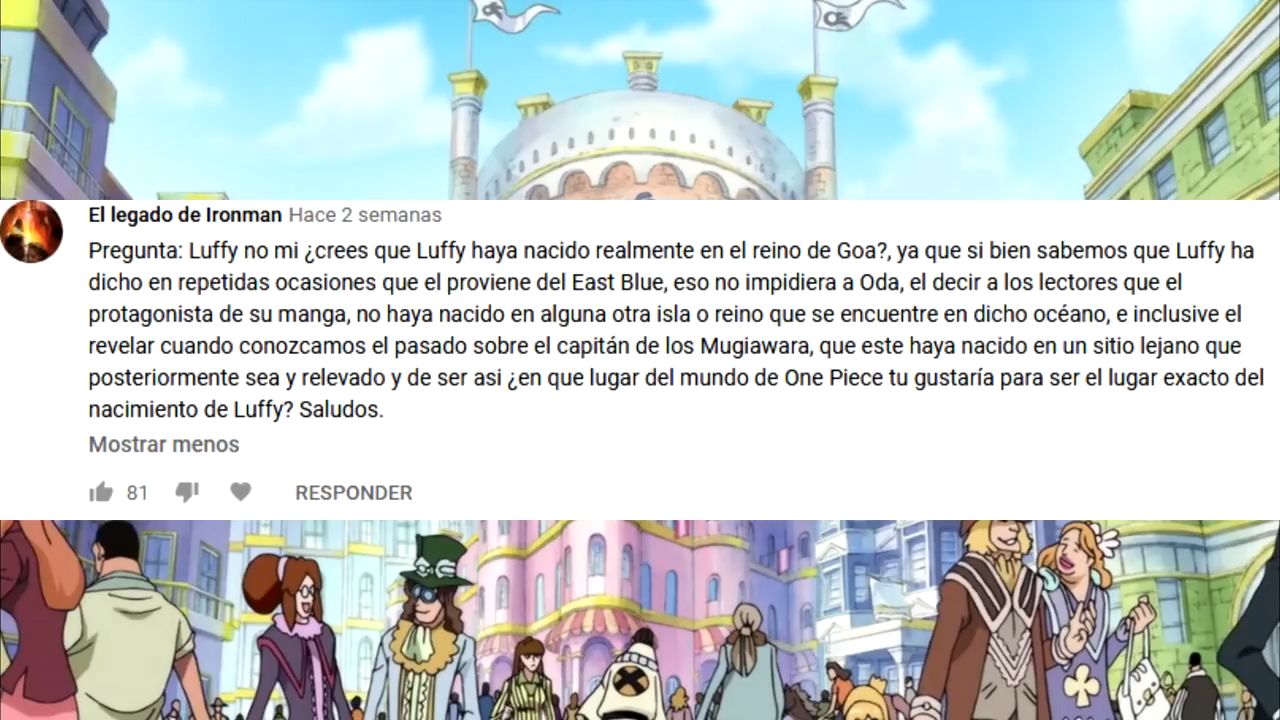 El legado de Ironman Hace 2 semanas
Pregunta: Luffy no mi ¿crees que Luffy haya nacido realmente en el reino de Goa?, ya que si bien sabemos que Luffy ha
dicho en repetidas ocasiones que el proviene del East Blue, eso no impidiera a Oda, el decir a los lectores que el
protagonista de su manga, no haya nacido en alguna otra isla o reino que se encuentre en dicho océano, e inclusive el
revelar cuando conozcamos el pasado sobre el capitán de los Mugiawara, que este haya nacido en un sitio lejano que
posteriormente sea y relevado y de ser asi ¿en que lugar del mundo de One Piece tu gustaría para ser el lugar exacto del
nacimiento de Luffy? Saludos.
Mostrar menos
81 RESPONDER